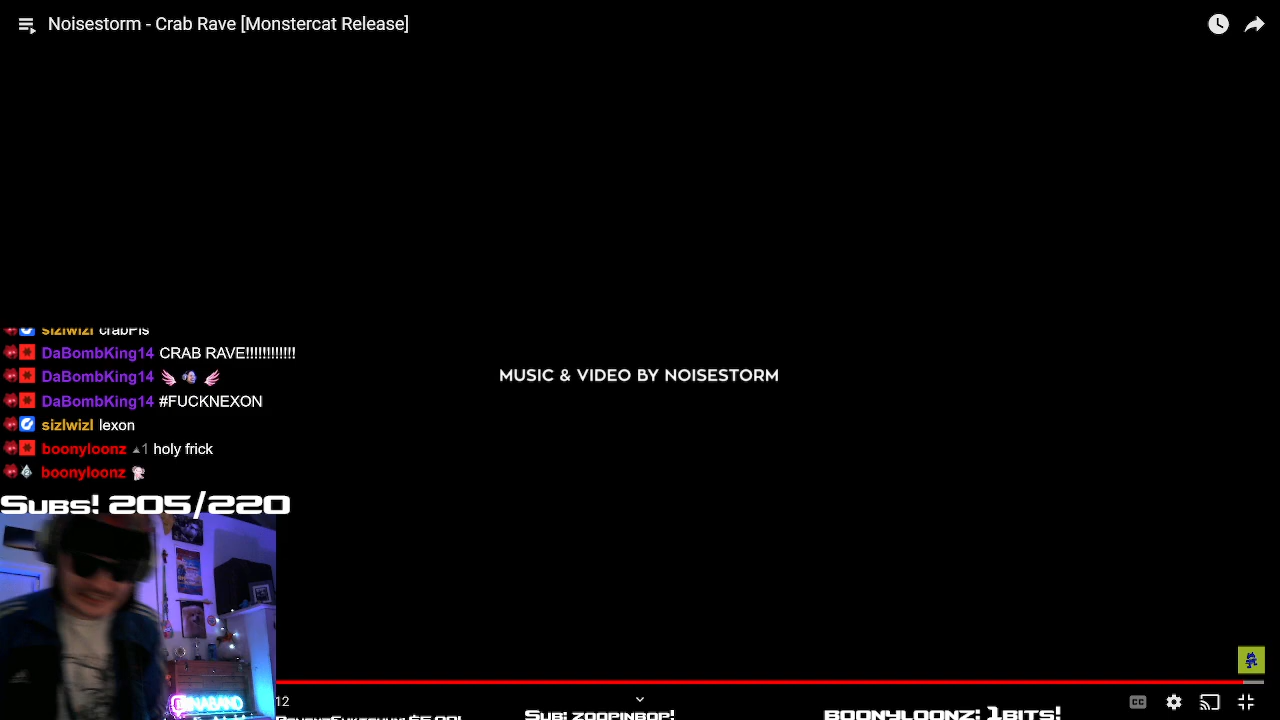 Noisestorm - Crab Rave [Monstercat Release]
sizlwizl crabPls
DaBombKing14 CRAB RAVE!!!!!!!!!!!!
DaBombKing14
DaBombKing14 #FUCKNEXON
sizlwizl lexon
boonyloonz ▲1 holy frick
boonyloonz
MUSIC & VIDEO BY NOISESTORM
Subs! 205/220
12
CC
Sub: zoopinbop!
boonyloonz: 1Bits!